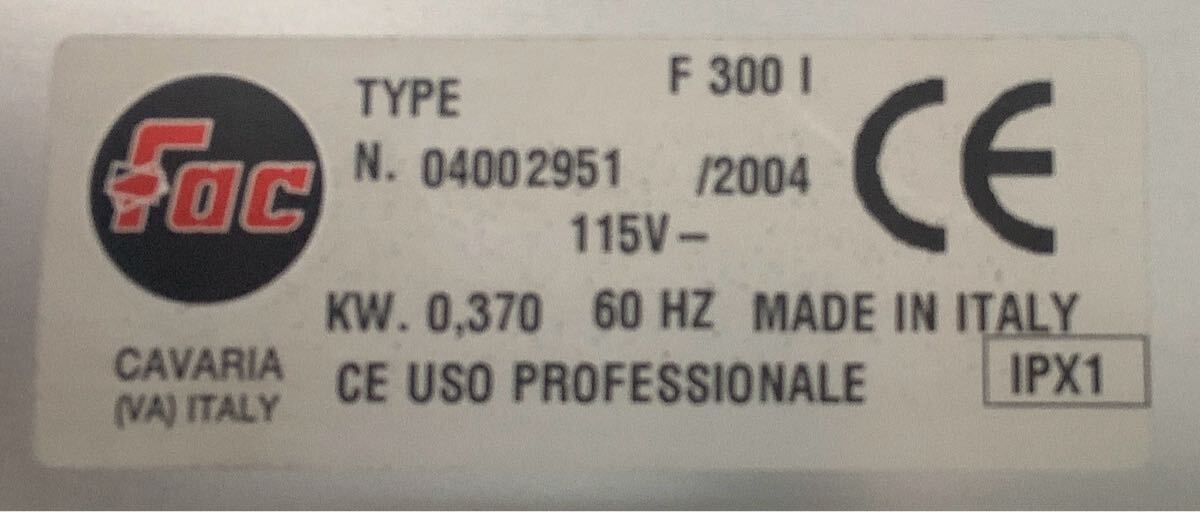 Fac
TYPE F 300 I
N. 04002951 /2004
115V~
KW. 0,370 60 HZ MADE IN ITALY
CE USO PROFESSIONALE
IPX1
CE
CAVARIA
(VA) ITALY